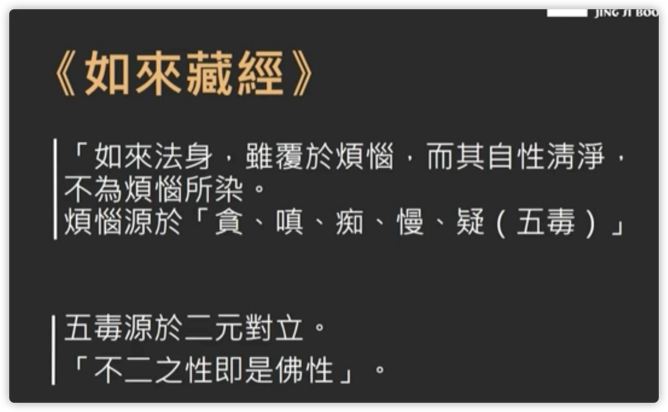 JING JI BOO
《如來藏經》
「如來法身，雖覆於煩惱，而其自性清淨，
不為煩惱所染。
煩惱源於「貪、嗔、痴、慢、疑（五毒）」
五毒源於二元對立。
「不二之性即是佛性」。